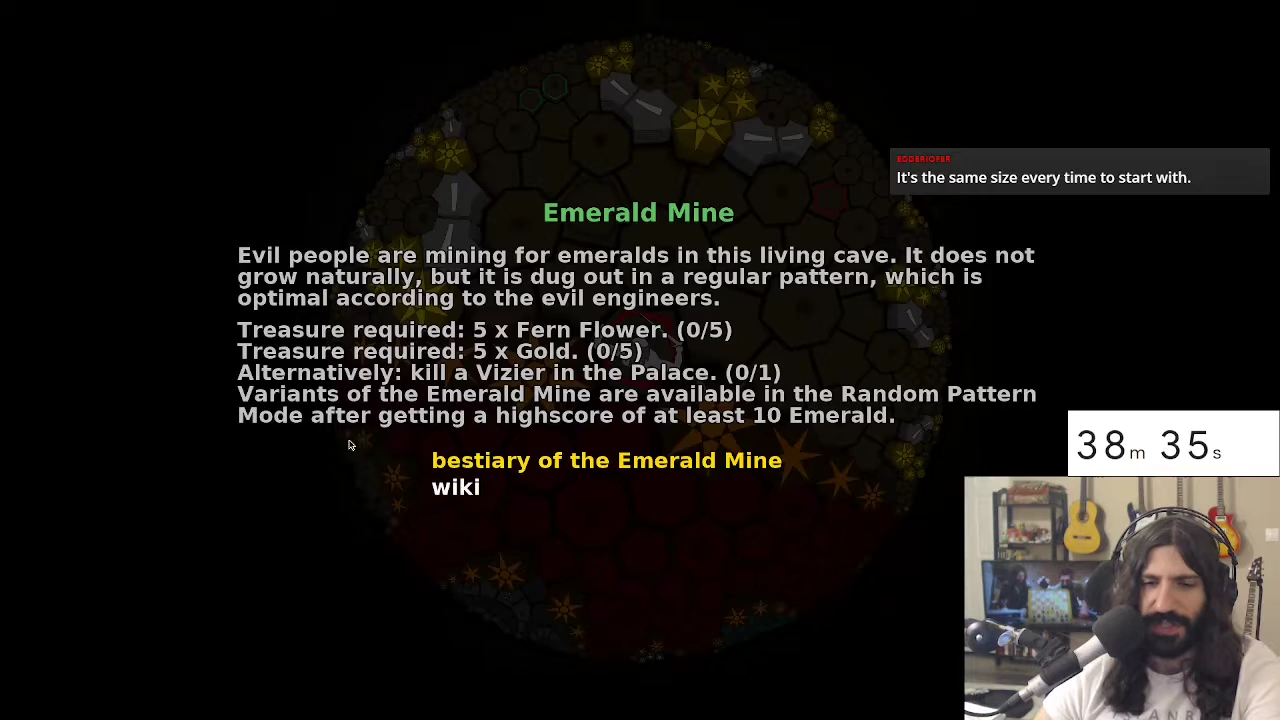 Emerald Mine
Evil people are mining for emeralds in this living cave. It does not
grow naturally, but it is dug out in a regular pattern, which is
optimal according to the evil engineers.
Treasure required: 5 x Fern Flower. (0/5)
Treasure required: 5 x Gold. (0/5)
Alternatively: kill a Vizier in the Palace. (0/1)
Variants of the Emerald Mine are available in the Random Pattern
Mode after getting a highscore of at least 10 Emerald.
bestiary of the Emerald Mine
wiki
It's the same size every time to start with.
38m 35s